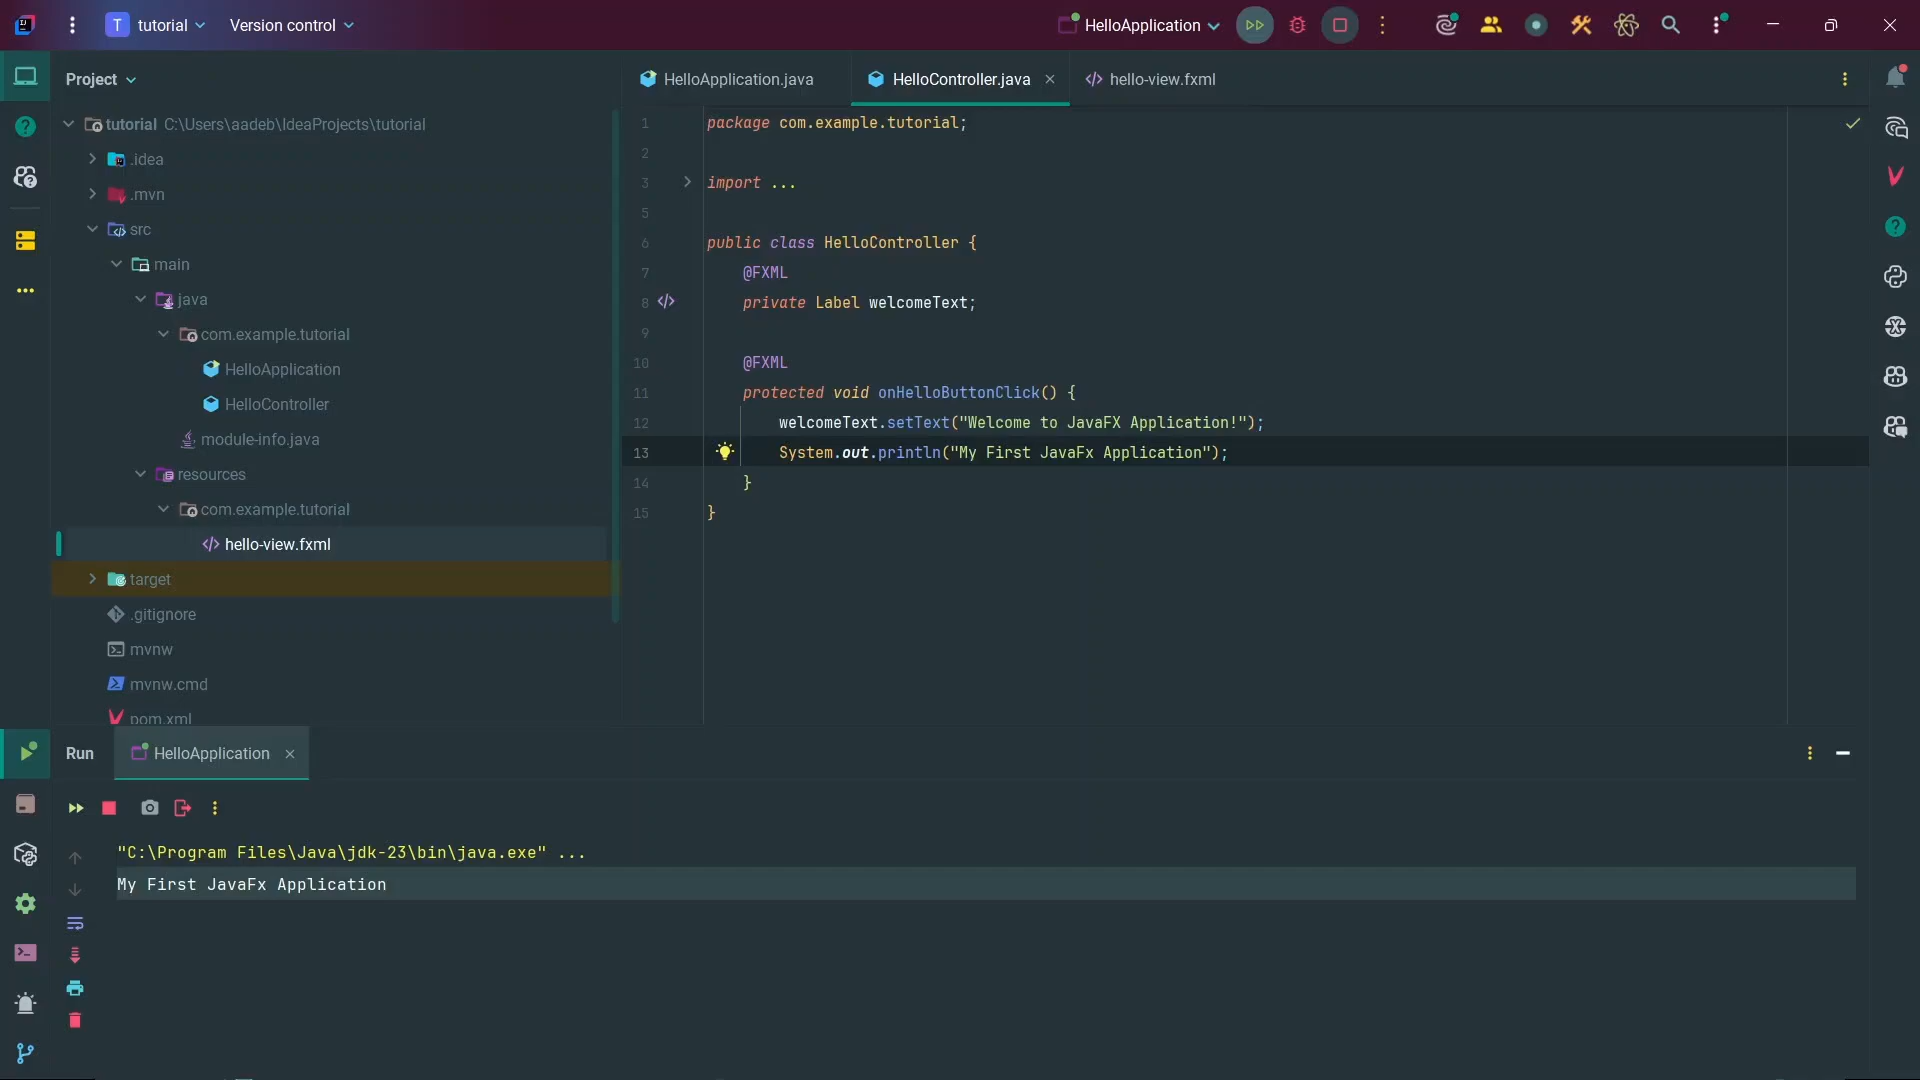 T tutorial Version control HelloApplication
Project
HelloApplication.java HelloController.java hello-view.fxml
tutorial C:\Users\aadeb\IdeaProjects\tutorial
.idea
.mvn
src
main
java
com.example.tutorial
HelloApplication
HelloController
module-info.java
resources
com.example.tutorial
hello-view.fxml
target
.gitignore
mvnw
mvnw.cmd
pom.xml
1 package com.example.tutorial;
2
3 import ...
5
6 public class HelloController {
7 @FXML
8 private Label welcomeText;
9
10 @FXML
11 protected void onHelloButtonClick() {
12 welcomeText.setText("Welcome to JavaFX Application!");
13 System.out.println("My First JavaFx Application");
14 }
15 }
Run HelloApplication
"C:\Program Files\Java\jdk-23\bin\java.exe" ...
My First JavaFx Application